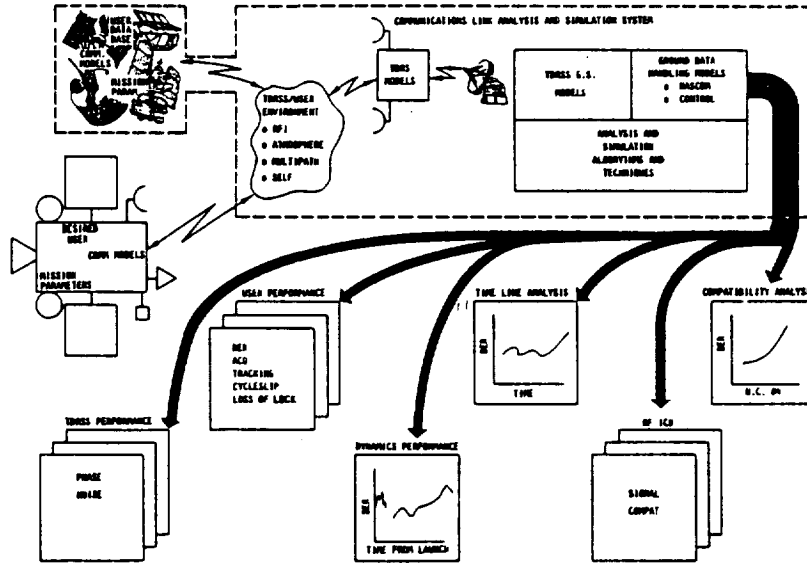 COMMUNICATIONS LINK ANALYSIS AND SIMULATION SYSTEM
USER
DATA
BASE
COMM.
MODELS
MISSION
PARAM.
TDRSS/USER
ENVIRONMENT
RFI
ATMOSPHERE
MULTIPATH
SELF
TDRS
MODELS
TDRSS G.S.
MODELS
GROUND DATA
HANDLING MODELS
NASCOM
CONTROL
ANALYSIS AND
SIMULATION
ALGORITHMS AND
TECHNIQUES
DESIRED
USER
COMM MODELS
MISSION
PARAMETERS
USER PERFORMANCE
BER
ACQ
TRACKING
CYCLESLIP
LOSS OF LOCK
TIME LINE ANALYSIS
BER
TIME
COMPATIBILITY ANALYS
BER
TDRSS PERFORMANCE
PHASE
NOISE
DYNAMICS PERFORMANCE
BER
TIME FROM LAUNCH
RF ICD
SIGNAL
COMPAT